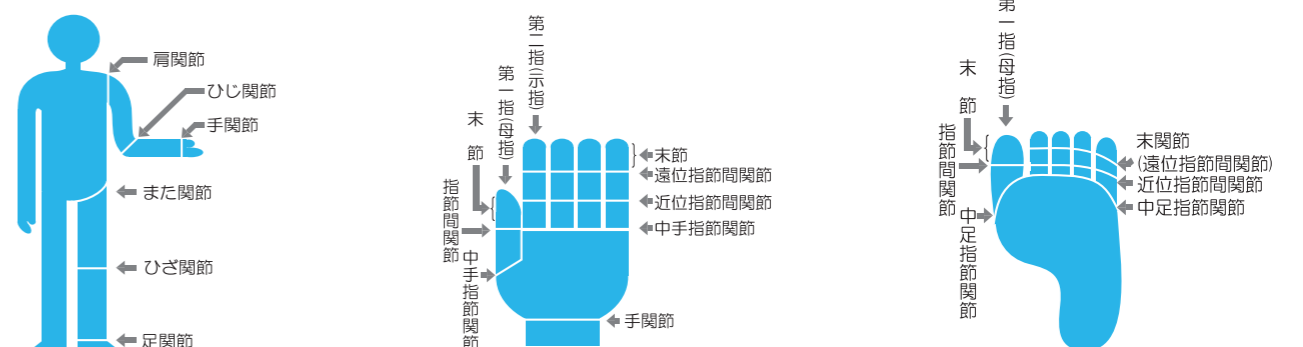 肩関節
ひじ関節
手関節
また関節
ひざ関節
足関節
第二指(示指)
第一指(母指)
末節
指節間関節
中手指節関節
末節
遠位指節間関節
近位指節間関節
中手指節関節
手関節
第一指(母指)
末節
指節間関節
中足指節関節
末関節
(遠位指節間関節)
近位指節間関節
中足指節関節